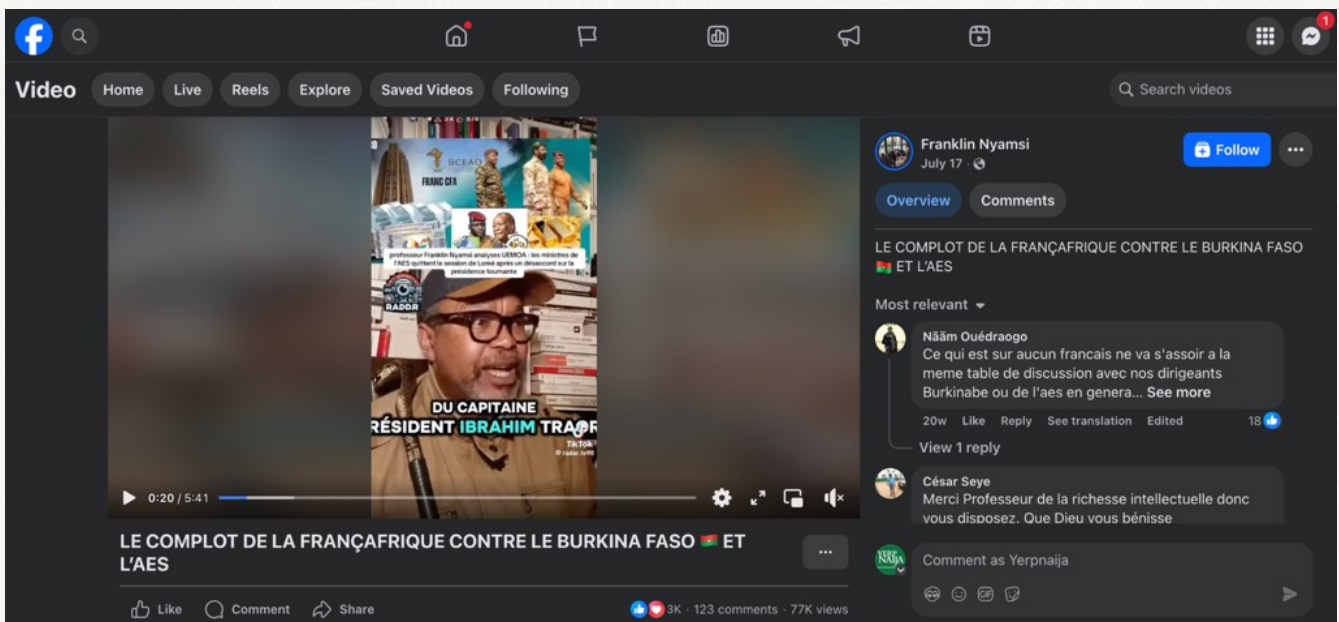 1
Video
Home
Live
Reels
Explore
Saved Videos
Following
Search videos
BCEAO
FRANC CFA
professeur Franklin Nyamsi analyses UEMOA : les ministres de
l'AES quittent la session de Lomé après un désaccord sur la
présidence tournante
RADDR
DU CAPITAINE
RÉSIDENT IBRAHIM TRAOR
TikTok
0:20 / 5:41
LE COMPLOT DE LA FRANÇAFRIQUE CONTRE LE BURKINA FASO 🇧🇫 ET
L'AES
Like
Comment
Share
3K · 123 comments · 77K views
Franklin Nyamsi
July 17 ·
Follow
Overview
Comments
LE COMPLOT DE LA FRANÇAFRIQUE CONTRE LE BURKINA FASO
🇧🇫 ET L'AES
Most relevant
Nããm Ouédraogo
Ce qui est sur aucun francais ne va s'assoir a la
meme table de discussion avec nos dirigeants
Burkinabe ou de l'aes en genera... See more
20w Like Reply See translation Edited 18
View 1 reply
César Seye
Merci Professeur de la richesse intellectuelle donc
vous disposez. Que Dieu vous bénisse
YERP
NAIJA
Comment as Yerpnaija
GIF